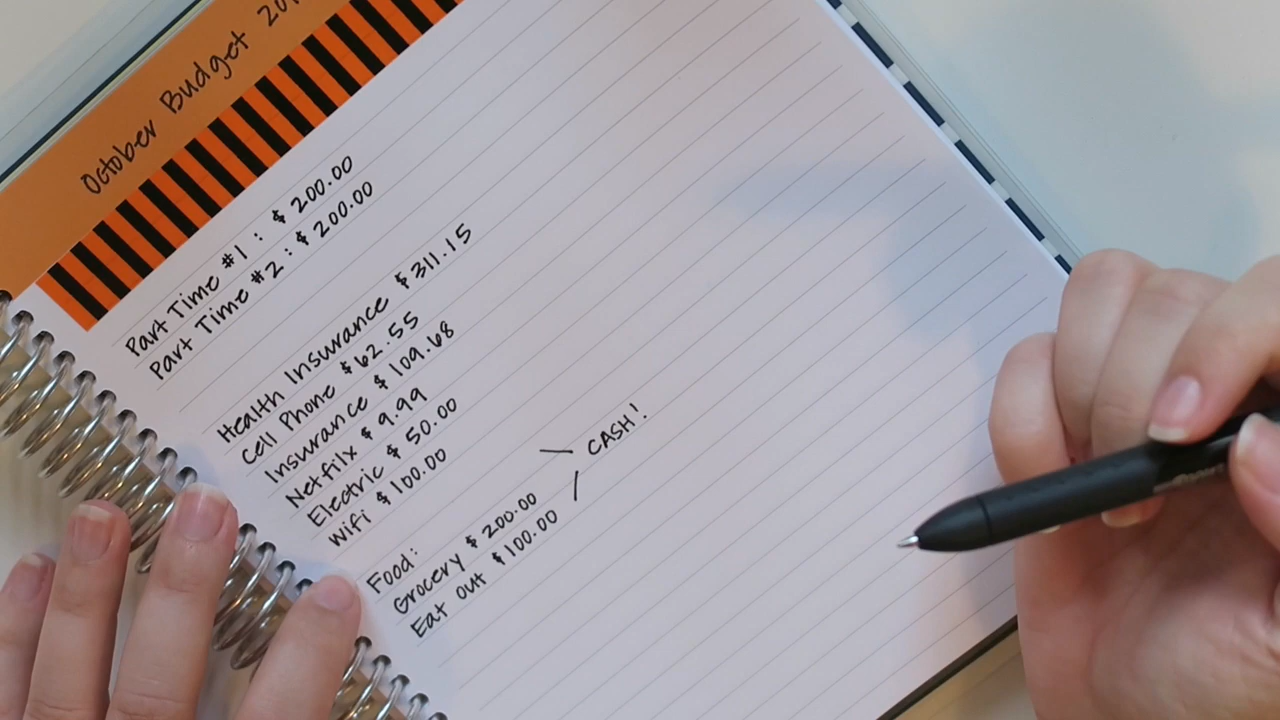 October Budget
Part Time #1 : $ 200.00
Part Time #2 : $ 200.00
Health Insurance $311.15
Cell Phone $62.55
Insurance $ 109.68
Netfilx $ 9.99
Electric $ 50.00
Wifi $100.00
Food:
Grocery $ 200.00
Eat out $100.00
CASH!